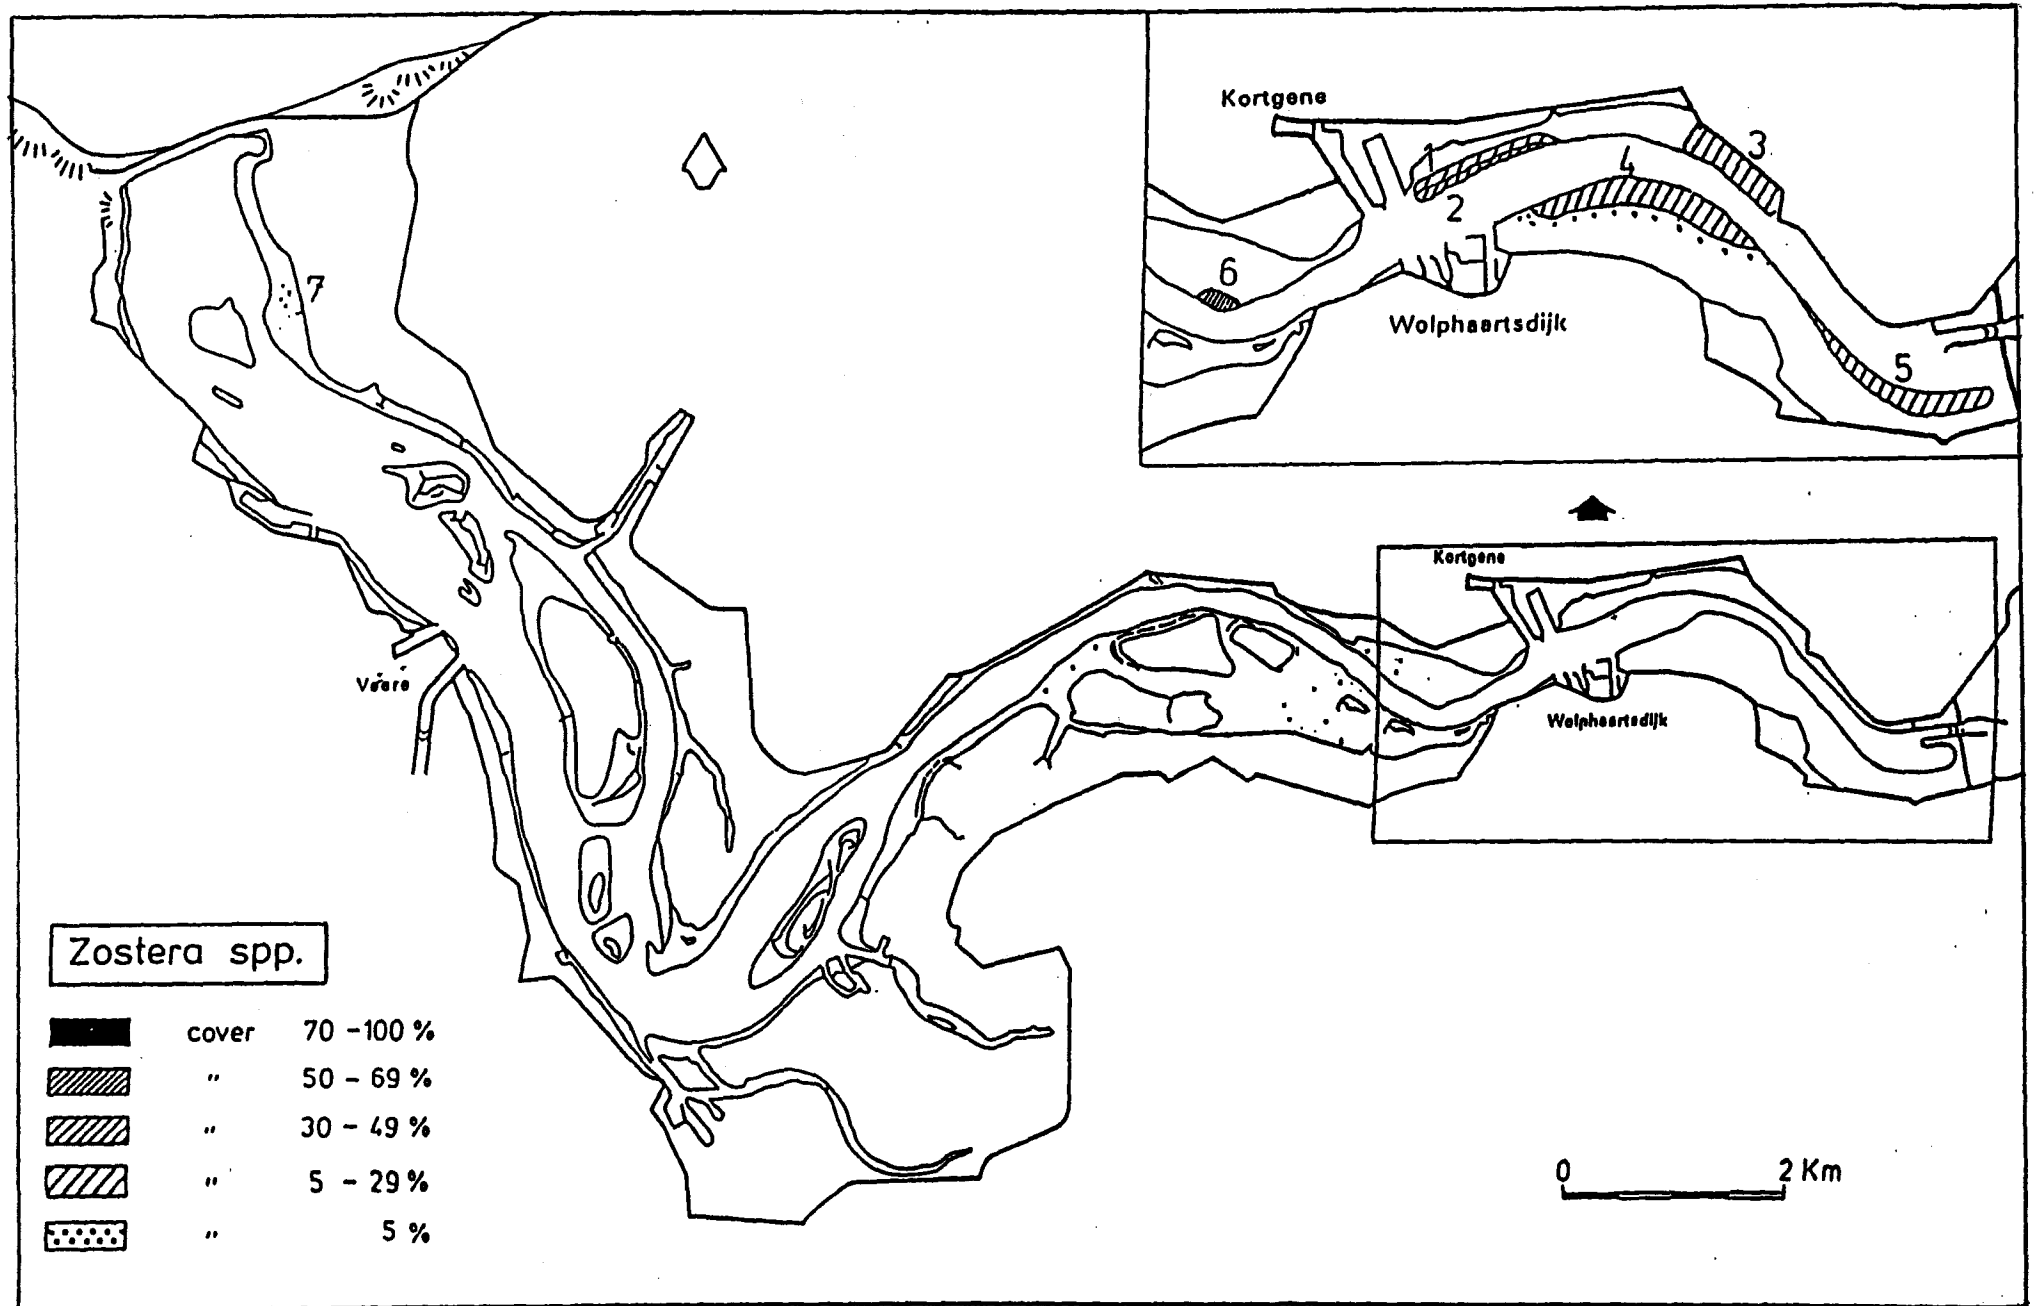 Kortgene
1
2
3
4
5
6
Wolphaartsdijk
7
Kortgene
Wolphaartsdijk
Veere
Zostera spp.
cover 70 – 100 %
" 50 – 69 %
" 30 – 49 %
" 5 – 29 %
" 5 %
0 2 Km